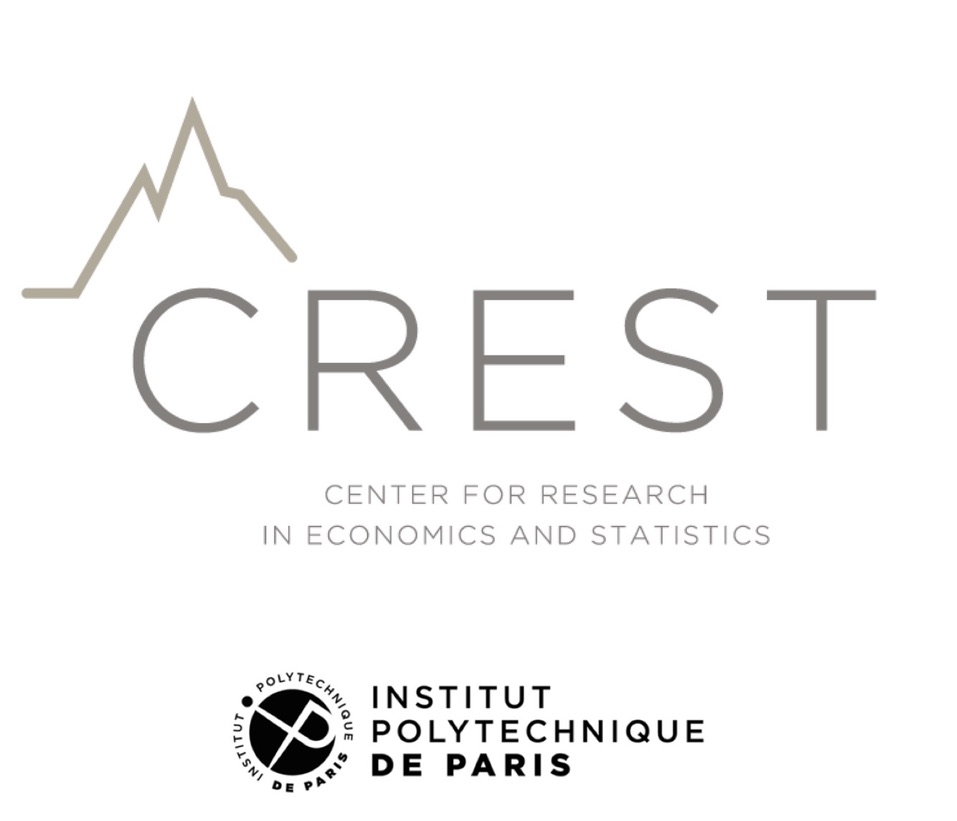 CREST
CENTER FOR RESEARCH
IN ECONOMICS AND STATISTICS
INSTITUT POLYTECHNIQUE DE PARIS
INSTITUT
POLYTECHNIQUE
DE PARIS